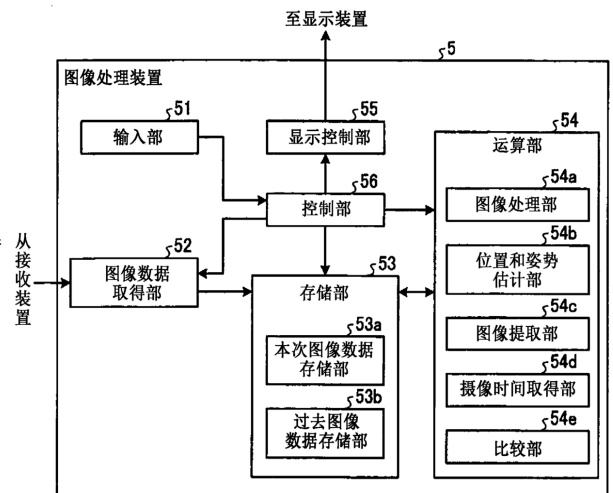 至显示装置
5
图像处理装置
51
输入部
55
显示控制部
54
运算部
56
控制部
54a
图像处理部
从接收装置
52
图像数据
取得部
54b
位置和姿势
估计部
53
存储部
54c
图像提取部
53a
本次图像数据
存储部
54d
摄像时间取得部
53b
过去图像
数据存储部
54e
比较部